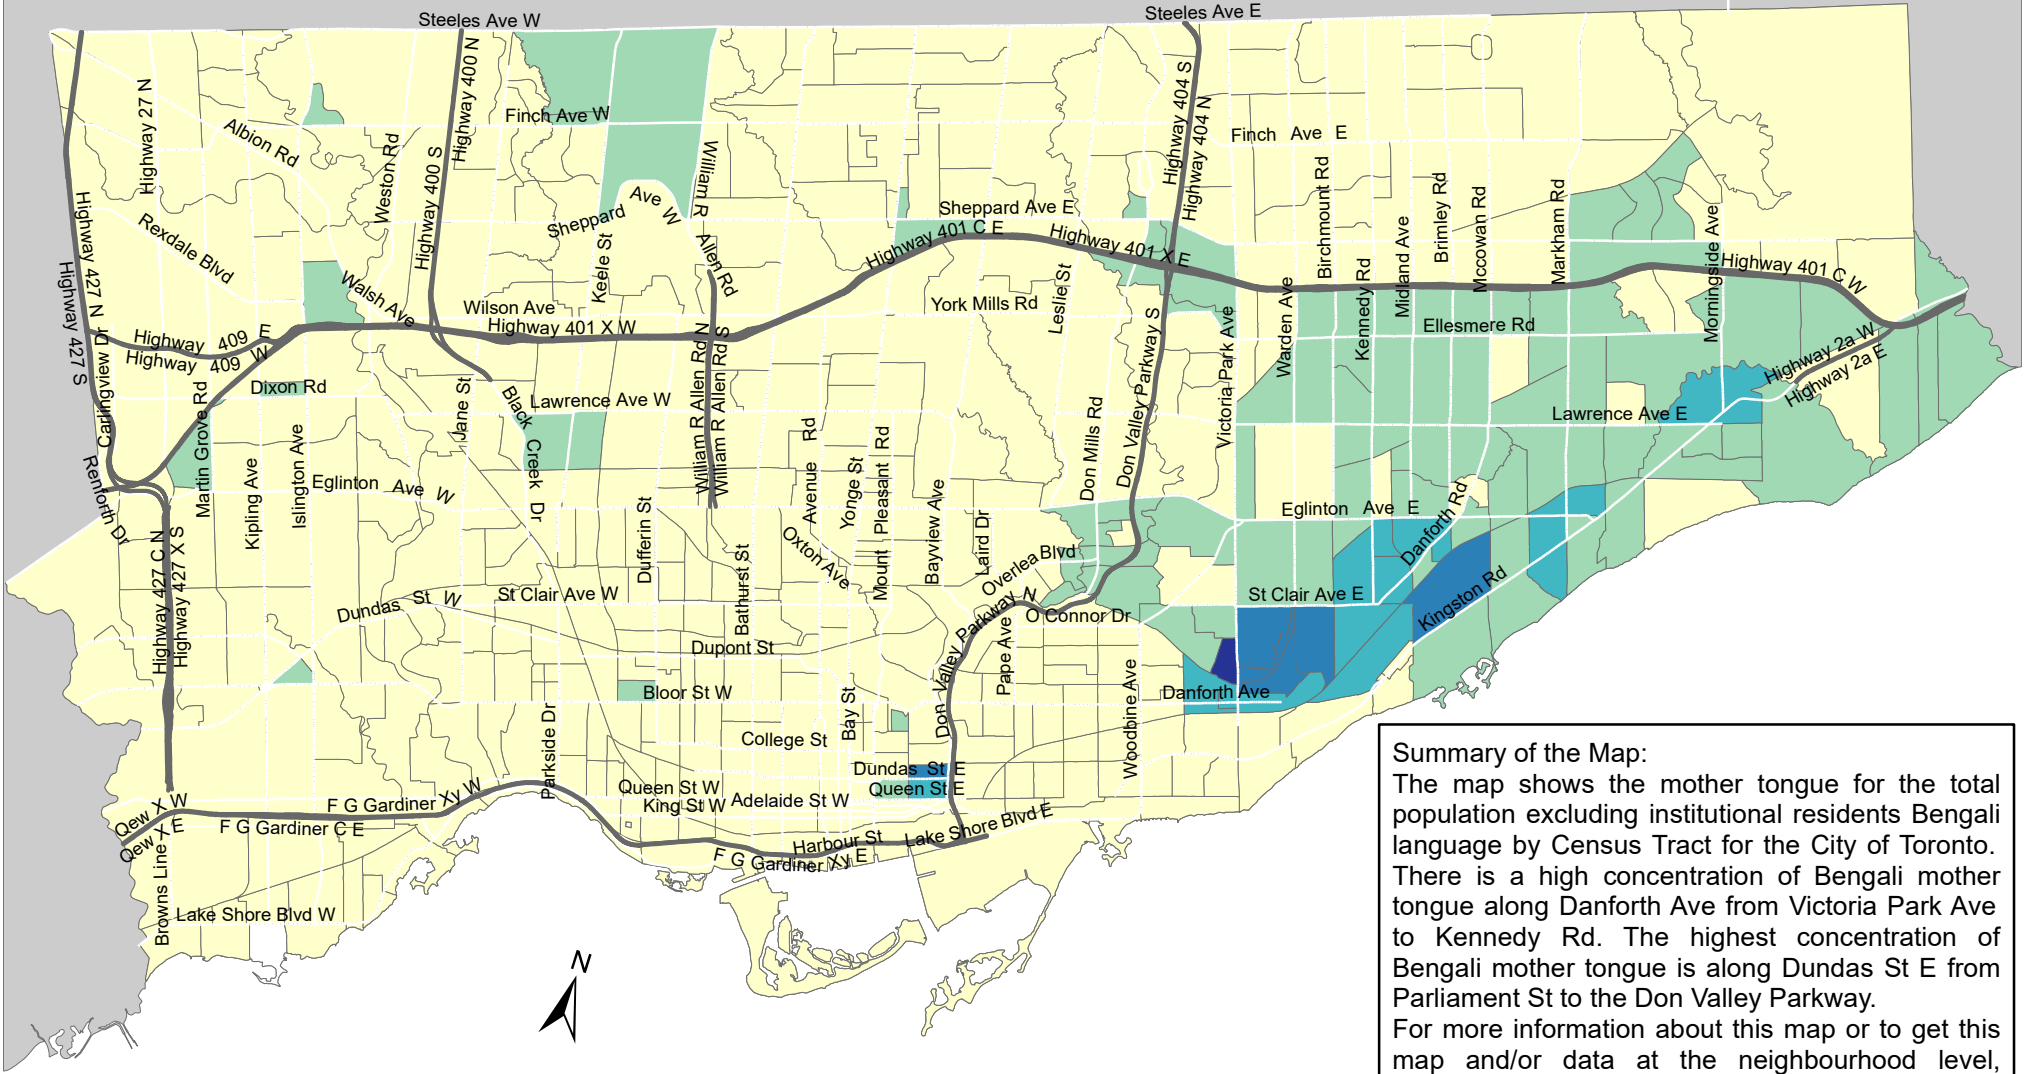 Steeles Ave W
Steeles Ave E
Highway 27 N
Albion Rd
Weston Rd
Highway 400 N
Highway 400 S
Finch Ave W
William R
Allen Rd
Highway 404 S
Highway 404 N
Finch Ave E
Birchmount Rd
Brimley Rd
Mccowan Rd
Markham Rd
Midland Ave
Kennedy Rd
Morningside Ave
Highway 427 N
Highway 427 N
Rexdale Blvd
Sheppard Ave W
Keele St
Sheppard Ave E
Highway 401 C E
Highway 401 X E
Highway 401 C W
Walsh Ave
Wilson Ave
Highway 401 X W
York Mills Rd
Leslie St
Warden Ave
Victoria Park Ave
Ellesmere Rd
Highway 427 S
Carlingview Dr
Highway 409 E
Highway 409 W
Dixon Rd
Martin Grove Rd
Jane St
Black Creek Dr
Lawrence Ave W
William R Allen Rd N
William R Allen Rd S
Don Valley Parkway S
Don Mills Rd
Highway 2a W
Highway 2a E
Lawrence Ave E
Renforth Dr
Kipling Ave
Islington Ave
Eglinton Ave W
Dufferin St
Bathurst St
Avenue Rd
Yonge St
Mount Pleasant Rd
Oxton Ave
Bayview Ave
Laird Dr
Overlea Blvd
Eglinton Ave E
Danforth Rd
Highway 427 C N
Highway 427 X S
Dundas St W
St Clair Ave W
Don Valley Parkway N
O Connor Dr
St Clair Ave E
Kingston Rd
Dupont St
Pape Ave
Woodbine Ave
Bloor St W
Danforth Ave
Parkside Dr
Bay St
College St
Dundas St E
Queen St E
Queen St W
King St W
Adelaide St W
Qew X W
Qew X E
F G Gardiner Xy W
F G Gardiner C E
Harbour St
Lake Shore Blvd E
F G Gardiner Xy E
Browns Line
Lake Shore Blvd W
N
Summary of the Map:
The map shows the mother tongue for the total
population excluding institutional residents Bengali
language by Census Tract for the City of Toronto.
There is a high concentration of Bengali mother
tongue along Danforth Ave from Victoria Park Ave
to Kennedy Rd. The highest concentration of
Bengali mother tongue is along Dundas St E from
Parliament St to the Don Valley Parkway.
For more information about this map or to get this
map and/or data at the neighbourhood level,